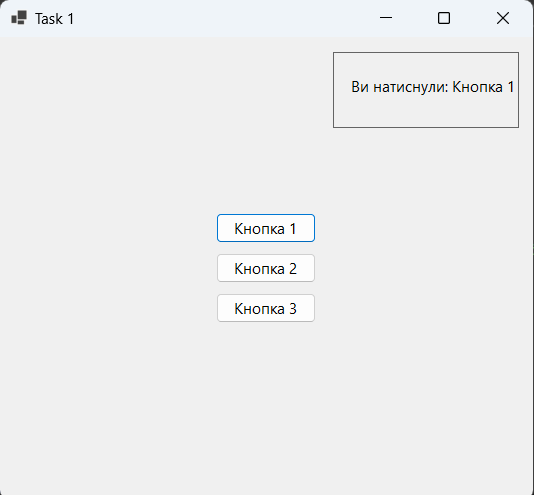 Task 1
Ви натиснули: Кнопка 1
Кнопка 1
Кнопка 2
Кнопка 3